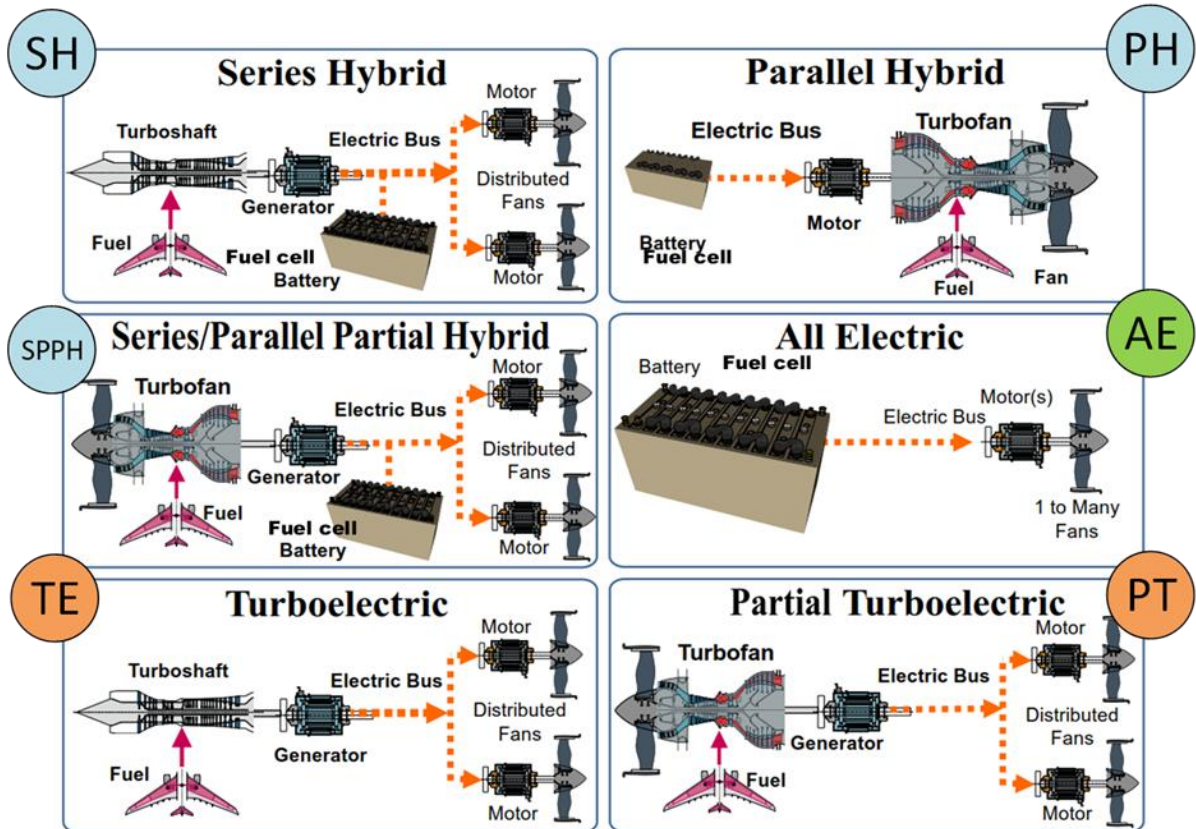 SH
Series Hybrid
Motor
Turboshaft
Electric Bus
Distributed
Fans
Generator
Fuel
Fuel cell
Battery
Motor
PH
Parallel Hybrid
Turbofan
Electric Bus
Motor
Battery
Fuel cell
Fuel
Fan
SPPH
Series/Parallel Partial Hybrid
Motor
Turbofan
Electric Bus
Distributed
Fans
Generator
Fuel
Fuel cell
Battery
Motor
AE
All Electric
Battery
Fuel cell
Motor(s)
Electric Bus
1 to Many
Fans
TE
Turboelectric
Motor
Turboshaft
Electric Bus
Distributed
Fans
Generator
Fuel
Motor
PT
Partial Turboelectric
Motor
Turbofan
Electric Bus
Distributed
Fans
Generator
Fuel
Motor